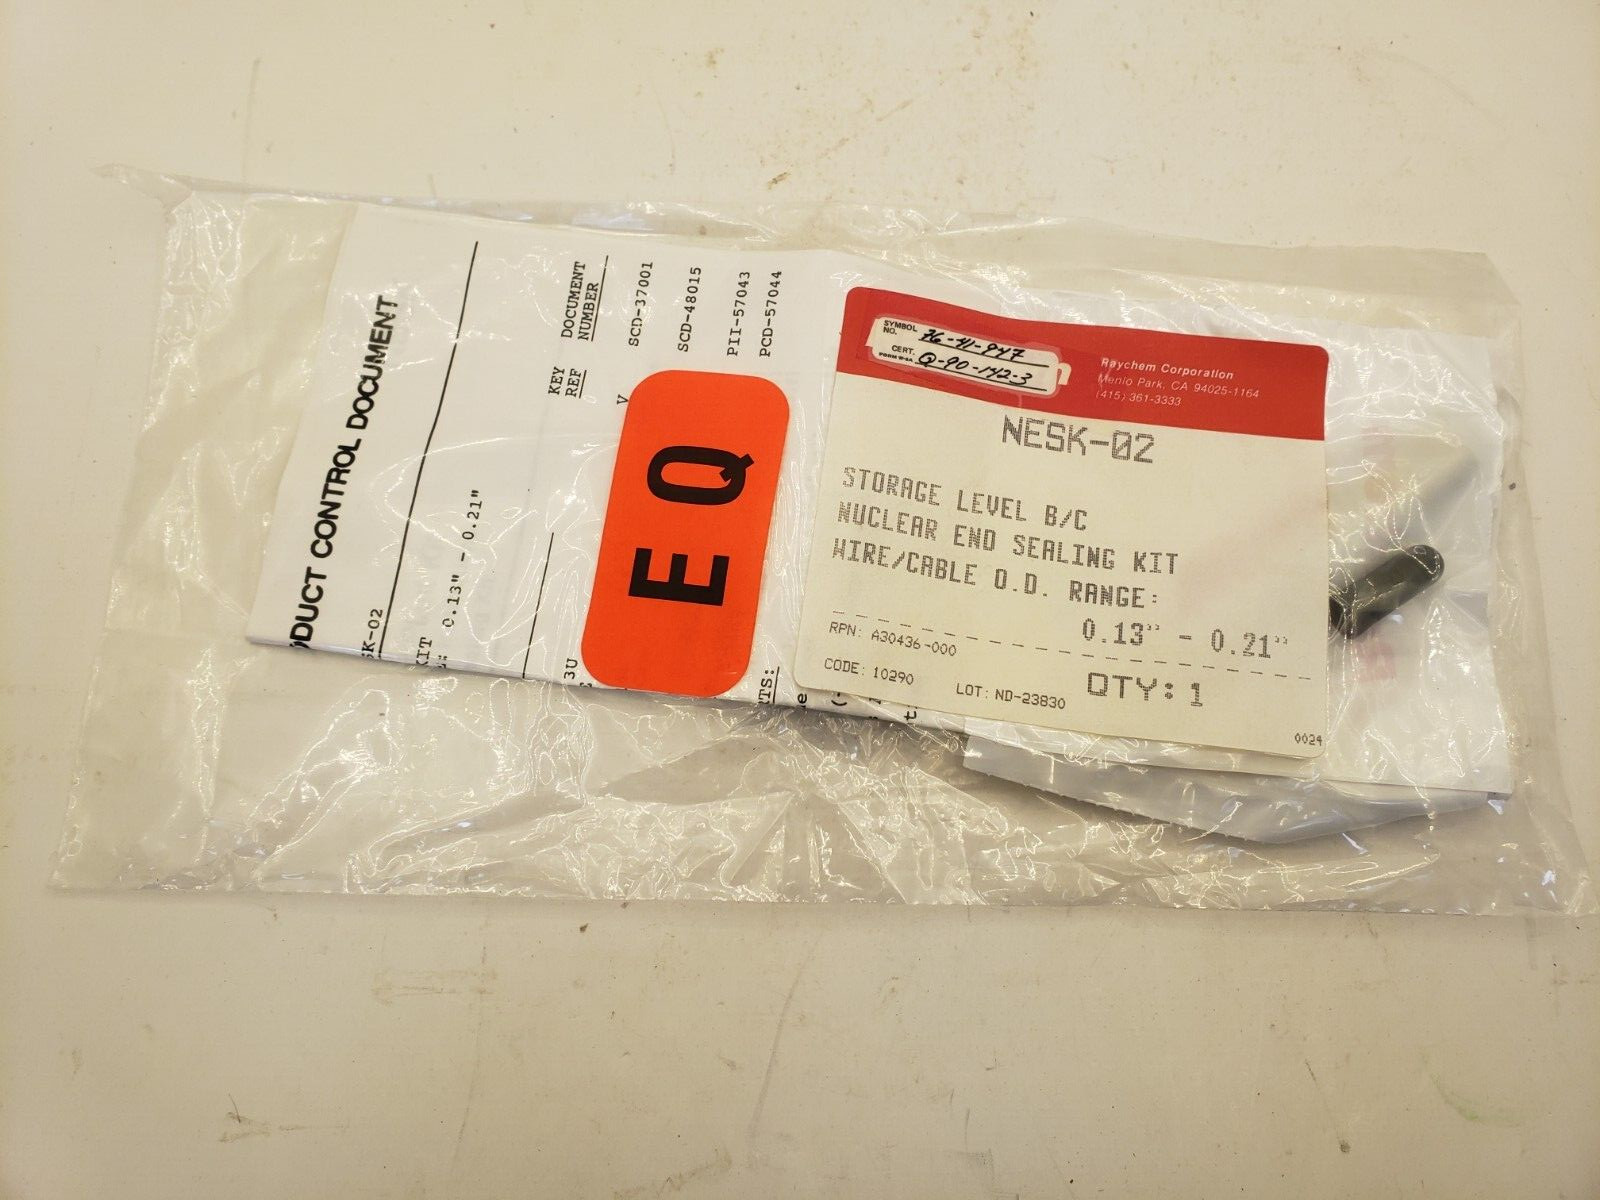 PRODUCT CONTROL DOCUMENT
SK-02
KIT
0.13" - 0.21"
KEY
REF
DOCUMENT
NUMBER
V
SCD-37001
SCD-48015
PII-57043
PCD-57044
3U
EQ
SYMBOL
NO. 76-41-947
CERT. Q-90-142-3
Raychem Corporation
Menlo Park, CA 94025-1164
(415) 361-3333
NESK-02
STORAGE LEVEL B/C
NUCLEAR END SEALING KIT
WIRE/CABLE O.D. RANGE:
0.13" - 0.21"
RPN: A30436-000
CODE: 10290
LOT: ND-23830
QTY: 1
0024